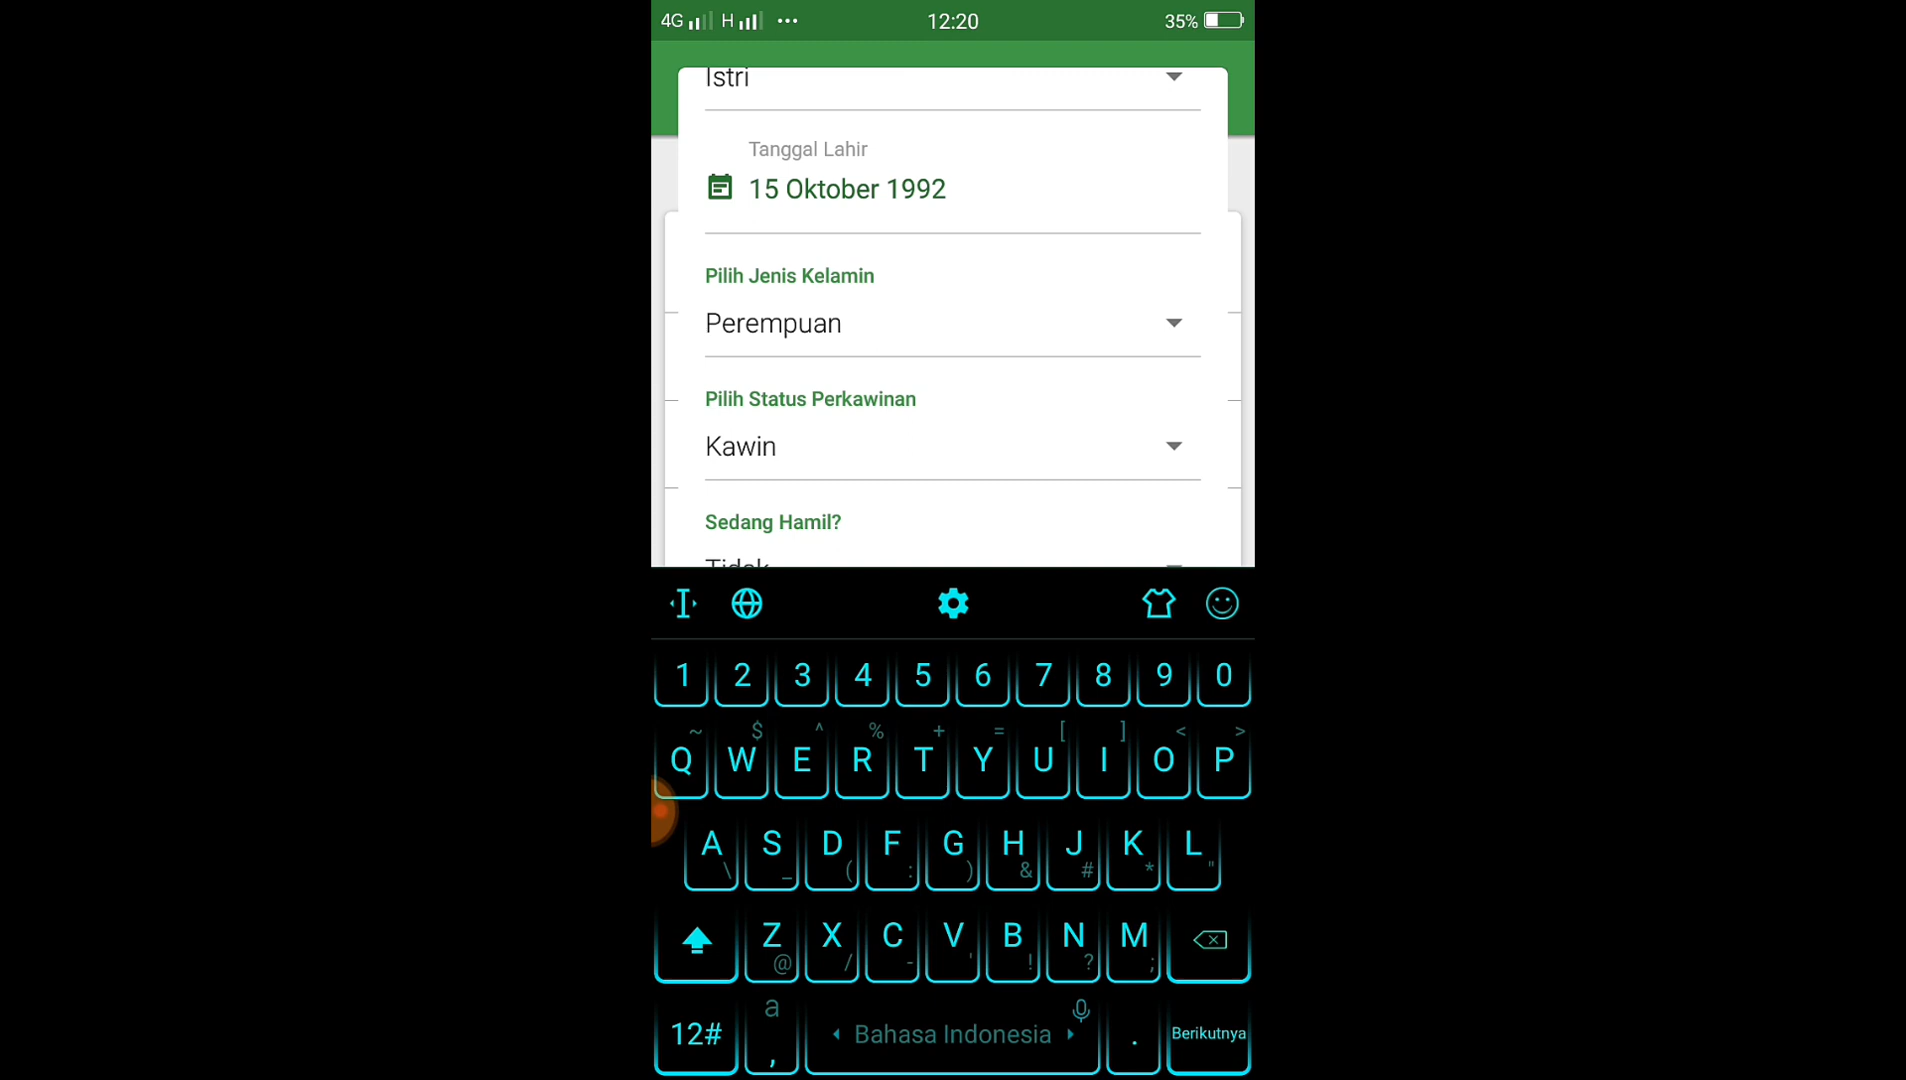 4G H ••• 12:20 35%
Istri
Tanggal Lahir
15 Oktober 1992
Pilih Jenis Kelamin
Perempuan
Pilih Status Perkawinan
Kawin
Sedang Hamil?
Tidak
1 2 3 4 5 6 7 8 9 0
~ $ ^ % + = [ ] < >
Q W E R T Y U I O P
A S D F G H J K L
\ _ ( : ) & # * "
Z X C V B N M
@ / - ' ! ? ;
a
12# , Bahasa Indonesia . Berikutnya